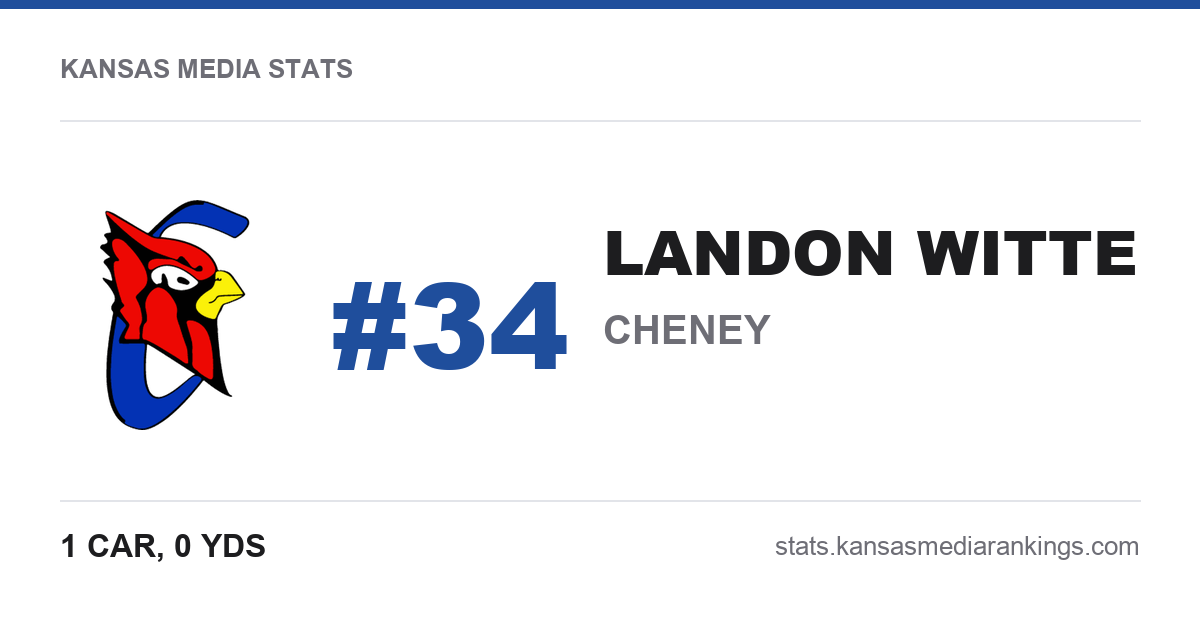 KANSAS MEDIA STATS
#34
LANDON WITTE
CHENEY
1 CAR, 0 YDS
stats.kansasmediarankings.com